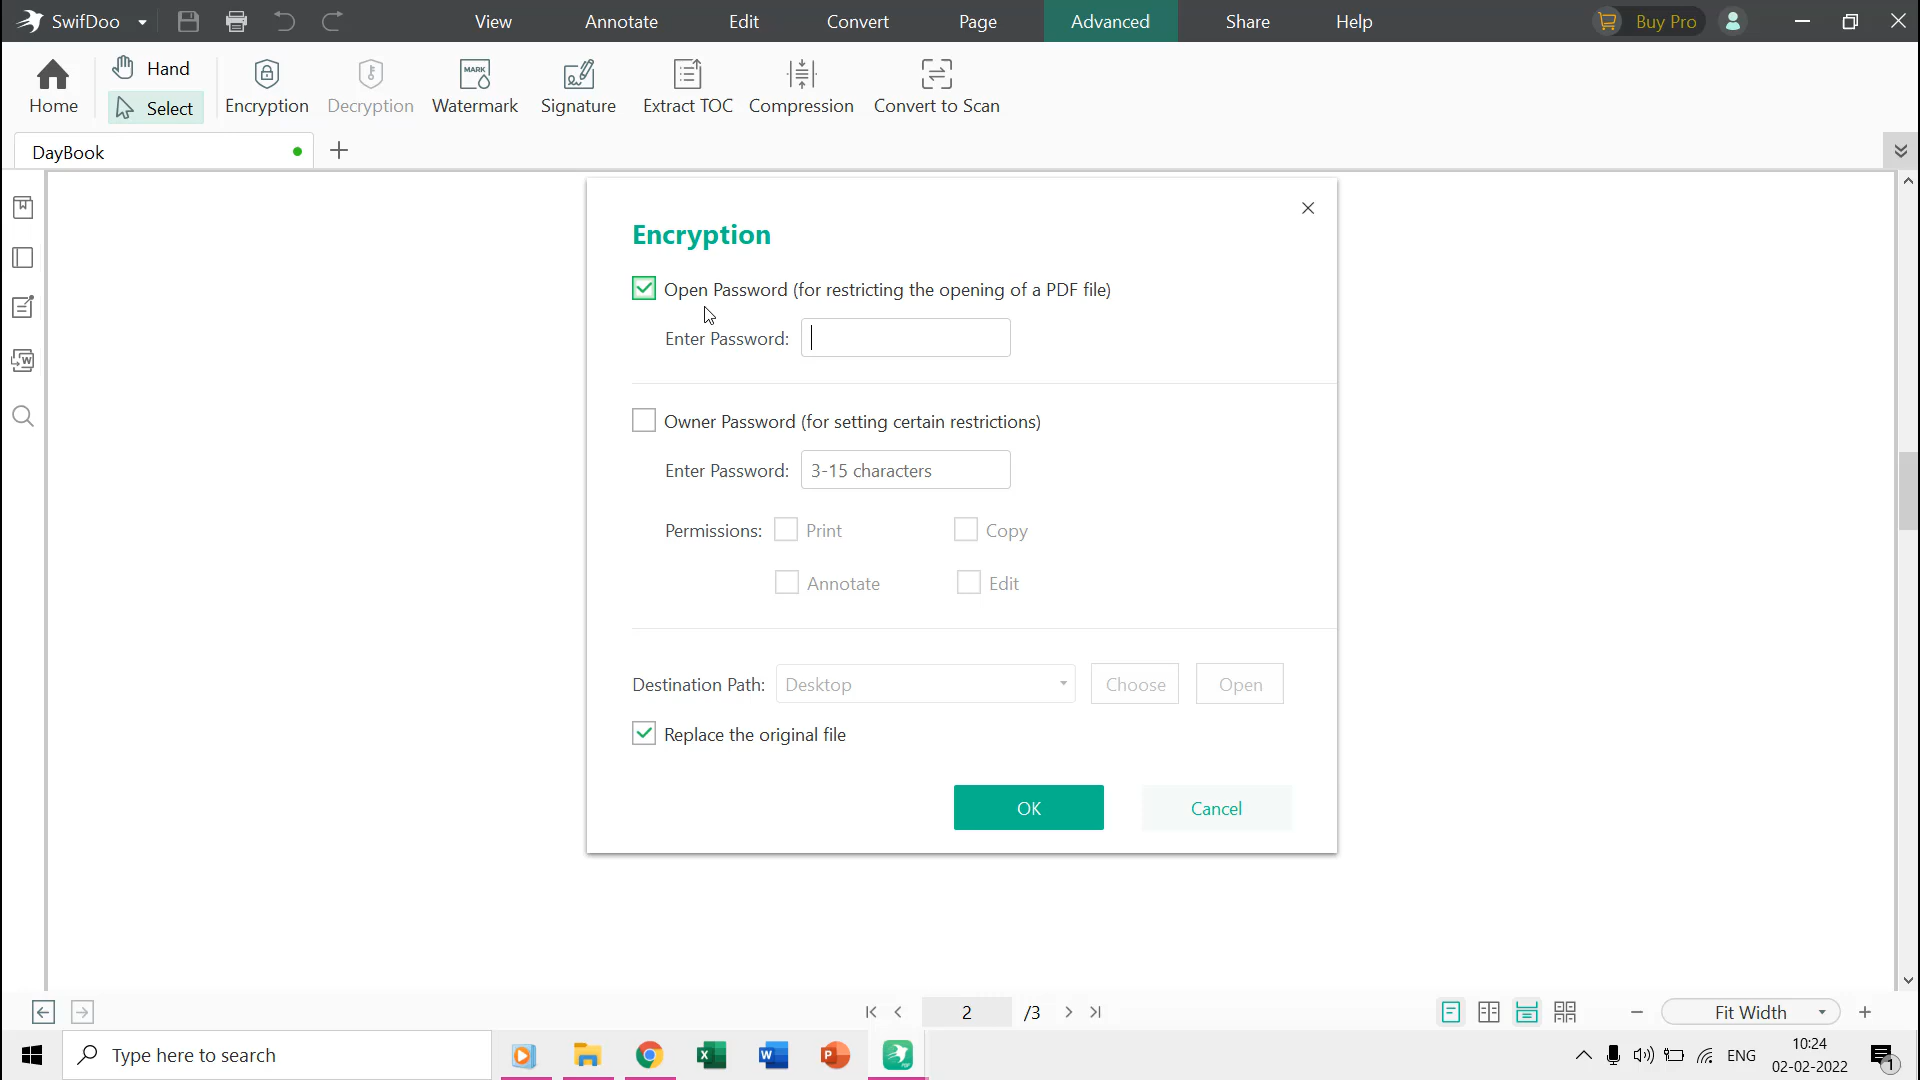 SwifDoo
View
Annotate
Edit
Convert
Page
Advanced
Share
Help
Buy Pro
Home
Hand
Select
Encryption
Decryption
MARK
Watermark
Signature
Extract TOC
Compression
Convert to Scan
DayBook
Encryption
Open Password (for restricting the opening of a PDF file)
Enter Password:
Owner Password (for setting certain restrictions)
Enter Password: 3-15 characters
Permissions: Print Copy
Annotate Edit
Destination Path: Desktop Choose Open
Replace the original file
OK Cancel
2 /3
Fit Width
Type here to search
ENG
10:24
02-02-2022
1